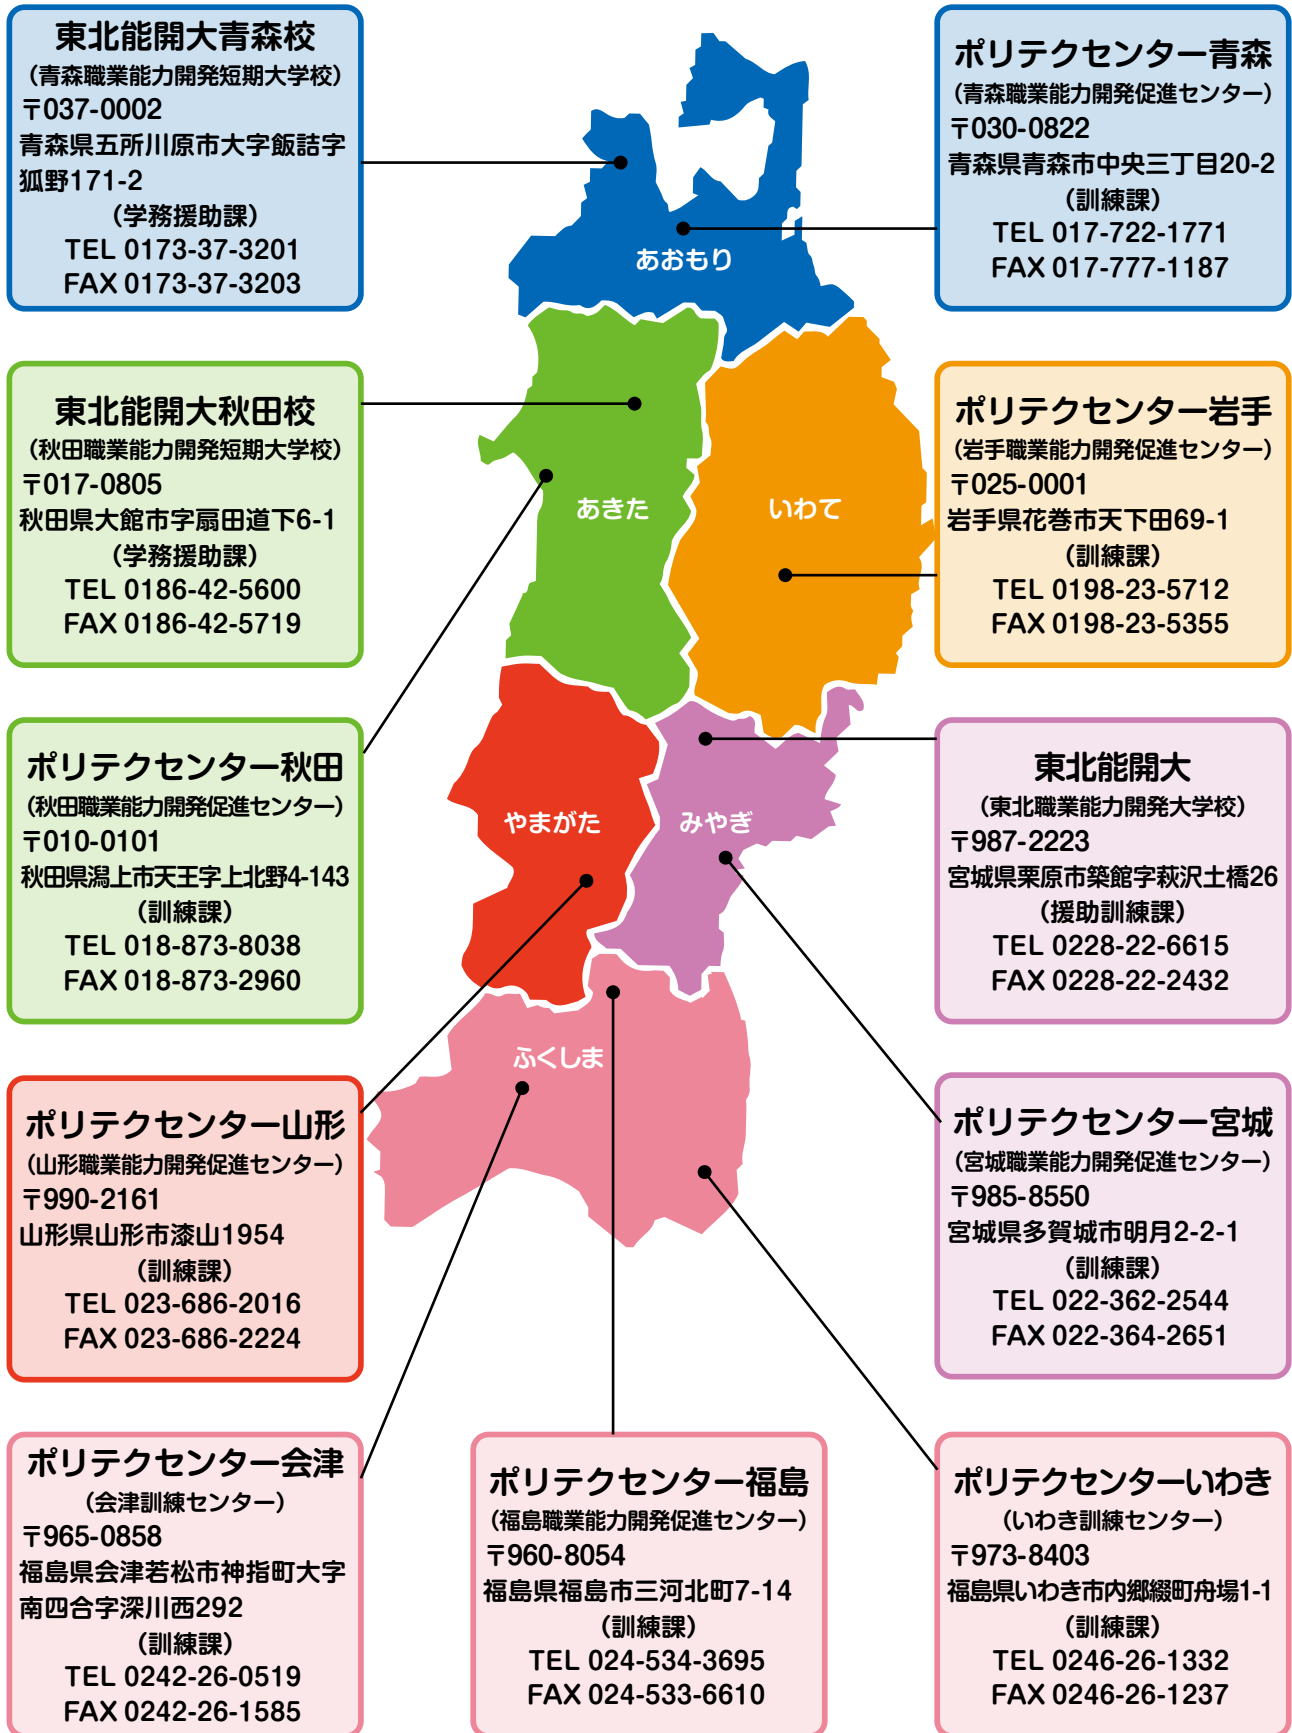 東北能開大青森校
(青森職業能力開発短期大学校)
〒037-0002
青森県五所川原市大字飯詰字
狐野171-2
(学務援助課)
TEL 0173-37-3201
FAX 0173-37-3203
ポリテクセンター青森
(青森職業能力開発促進センター)
〒030-0822
青森県青森市中央三丁目20-2
(訓練課)
TEL 017-722-1771
FAX 017-777-1187
あおもり
東北能開大秋田校
(秋田職業能力開発短期大学校)
〒017-0805
秋田県大館市字扇田道下6-1
(学務援助課)
TEL 0186-42-5600
FAX 0186-42-5719
あきた
いわて
ポリテクセンター岩手
(岩手職業能力開発促進センター)
〒025-0001
岩手県花巻市天下田69-1
(訓練課)
TEL 0198-23-5712
FAX 0198-23-5355
ポリテクセンター秋田
(秋田職業能力開発促進センター)
〒010-0101
秋田県潟上市天王字上北野4-143
(訓練課)
TEL 018-873-8038
FAX 018-873-2960
やまがた
みやぎ
東北能開大
(東北職業能力開発大学校)
〒987-2223
宮城県栗原市築館字萩沢土橋26
(援助訓練課)
TEL 0228-22-6615
FAX 0228-22-2432
ふくしま
ポリテクセンター山形
(山形職業能力開発促進センター)
〒990-2161
山形県山形市漆山1954
(訓練課)
TEL 023-686-2016
FAX 023-686-2224
ポリテクセンター宮城
(宮城職業能力開発促進センター)
〒985-8550
宮城県多賀城市明月2-2-1
(訓練課)
TEL 022-362-2544
FAX 022-364-2651
ポリテクセンター会津
(会津訓練センター)
〒965-0858
福島県会津若松市神指町大字
南四合字深川西292
(訓練課)
TEL 0242-26-0519
FAX 0242-26-1585
ポリテクセンター福島
(福島職業能力開発促進センター)
〒960-8054
福島県福島市三河北町7-14
(訓練課)
TEL 024-534-3695
FAX 024-533-6610
ポリテクセンターいわき
(いわき訓練センター)
〒973-8403
福島県いわき市内郷綴町舟場1-1
(訓練課)
TEL 0246-26-1332
FAX 0246-26-1237